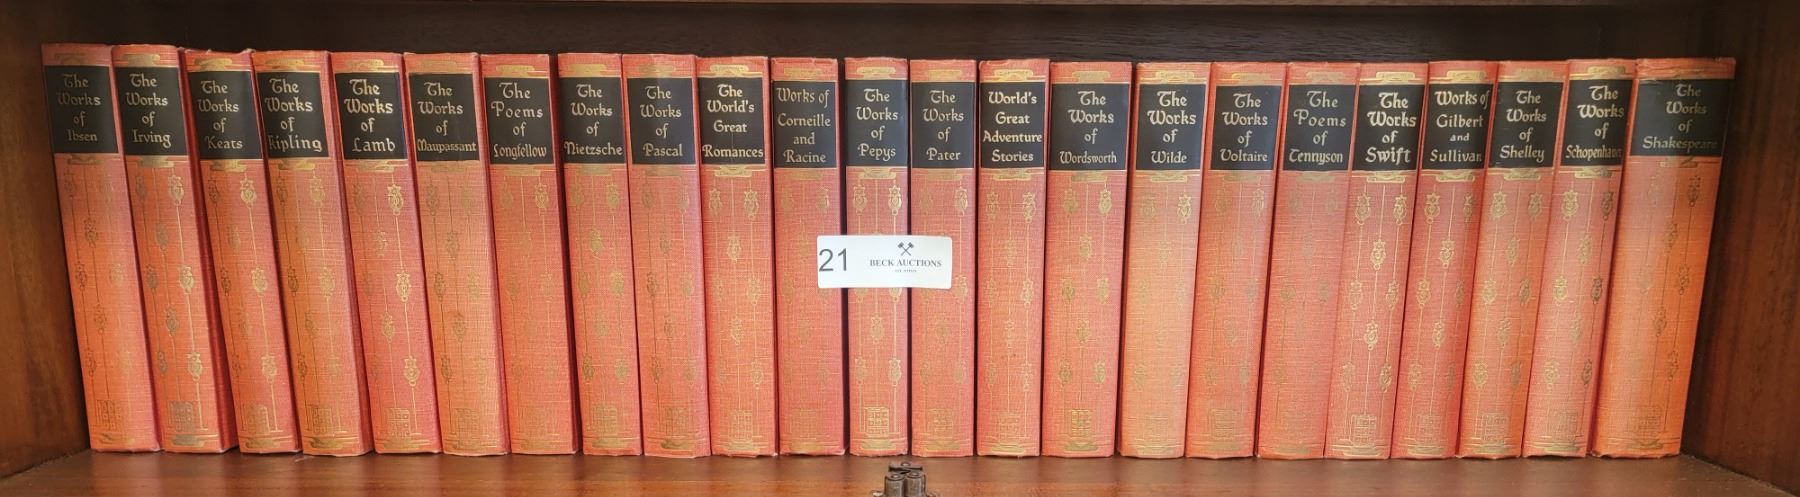 The
Works
of
Ibsen
The
Works
of
Irving
The
Works
of
Keats
The
Works
of
Kipling
The
Works
of
Lamb
The
Works
of
Maupassant
The
Poems
of
Longfellow
The
Works
of
Nietzsche
The
Works
of
Pascal
The
World's
Great
Romances
Works of
Corneille
and
Racine
The
Works
of
Pepys
The
Works
of
Pater
World's
Great
Adventure
Stories
The
Works
of
Wordsworth
The
Works
of
Wilde
The
Works
of
Voltaire
The
Poems
of
Tennyson
The
Works
of
Swift
Works of
Gilbert
and
Sullivan
The
Works
of
Shelley
The
Works
of
Schopenhauer
The
Works
of
Shakespeare
21
BECK AUCTIONS